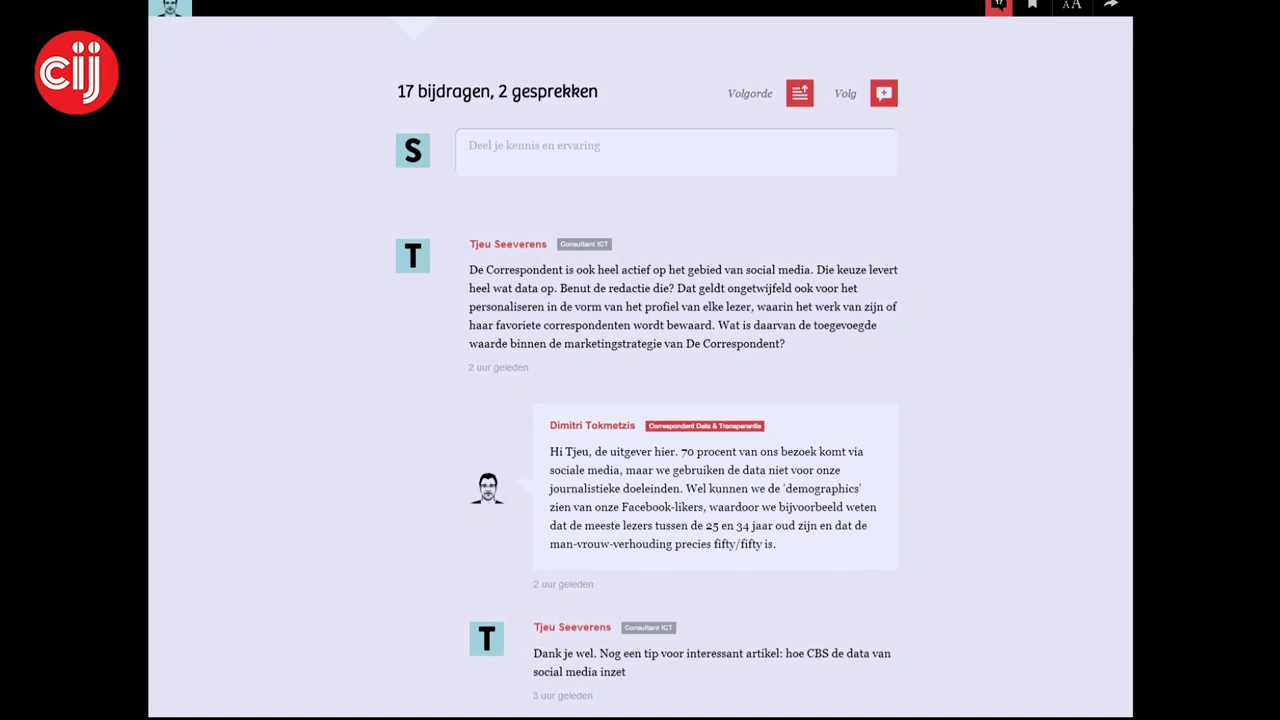 cij
17
AA
17 bijdragen, 2 gesprekken
Volgorde
Volg
S
Deel je kennis en ervaring
T
Tjeu Seeverens Consultant ICT
De Correspondent is ook heel actief op het gebied van social media. Die keuze levert
heel wat data op. Benut de redactie die? Dat geldt ongetwijfeld ook voor het
personaliseren in de vorm van het profiel van elke lezer, waarin het werk van zijn of
haar favoriete correspondenten wordt bewaard. Wat is daarvan de toegevoegde
waarde binnen de marketingstrategie van De Correspondent?
2 uur geleden
Dimitri Tokmetzis Correspondent Data & Transparantie
Hi Tjeu, de uitgever hier. 70 procent van ons bezoek komt via
sociale media, maar we gebruiken de data niet voor onze
journalistieke doeleinden. Wel kunnen we de 'demographics'
zien van onze Facebook-likers, waardoor we bijvoorbeeld weten
dat de meeste lezers tussen de 25 en 34 jaar oud zijn en dat de
man-vrouw-verhouding precies fifty/fifty is.
2 uur geleden
T
Tjeu Seeverens Consultant ICT
Dank je wel. Nog een tip voor interessant artikel: hoe CBS de data van
social media inzet
3 uur geleden